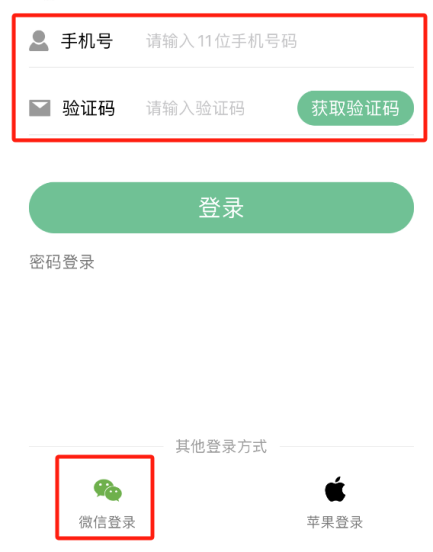 手机号 请输入11位手机号码
验证码 请输入验证码 获取验证码
登录
密码登录
其他登录方式
微信登录 苹果登录